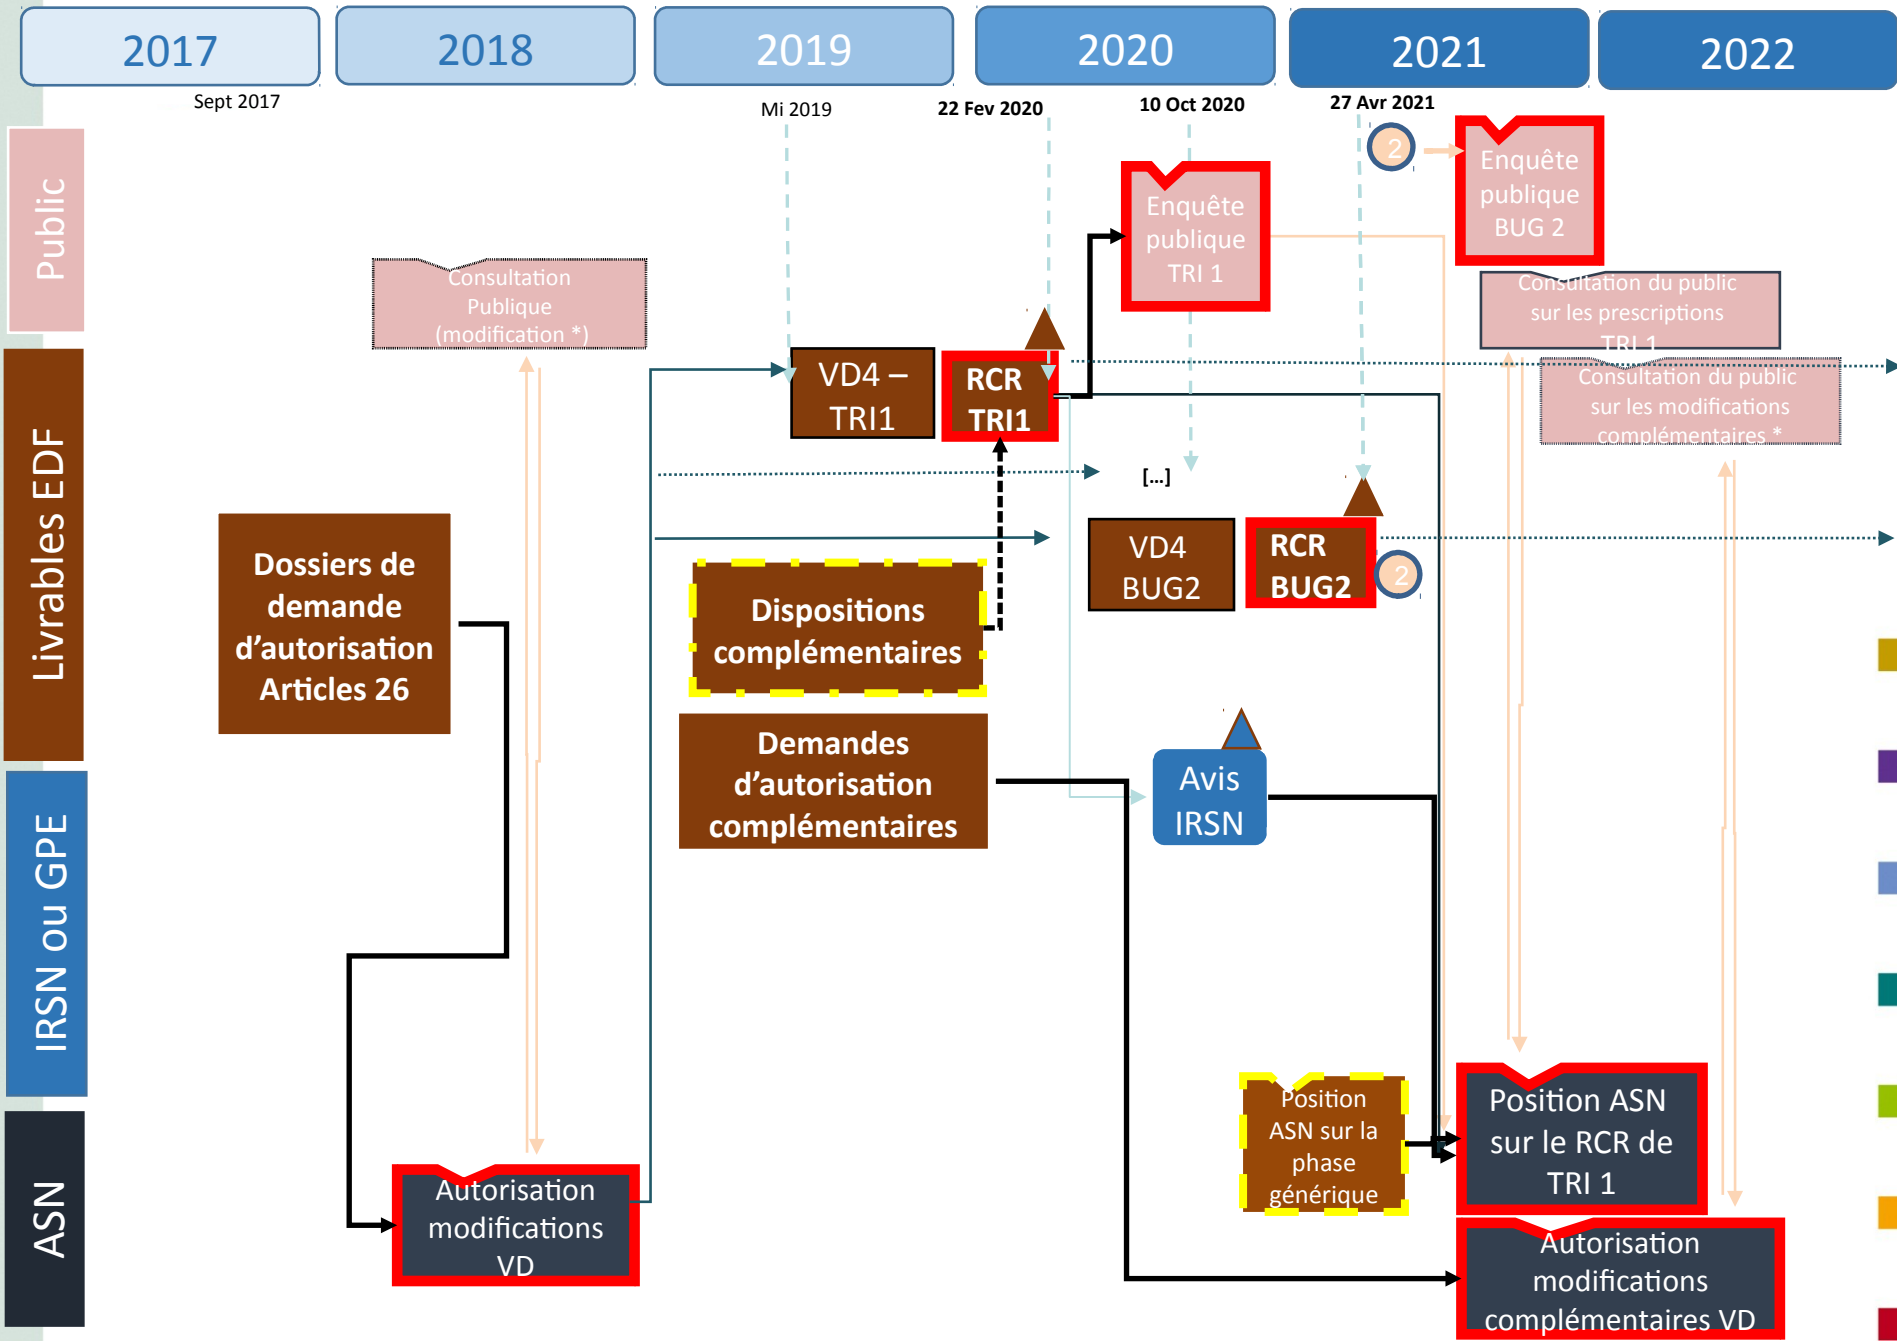 2017
2018
2019
2020
2021
2022
Sept 2017
Mi 2019
22 Fev 2020
10 Oct 2020
27 Avr 2021
Public
2
Enquête
publique
BUG 2
Enquête
publique
TRI 1
Consultation
Publique
(modification *)
Consultation du public
sur les prescriptions
TRI 1
Consultation du public
sur les modifications
complémentaires *
Livrables EDF
VD4 –
TRI1
RCR
TRI1
[...]
Dossiers de
demande
d'autorisation
Articles 26
VD4
BUG2
RCR
BUG2
2
Dispositions
complémentaires
Demandes
d'autorisation
complémentaires
IRSN ou GPE
Avis
IRSN
ASN
Position
ASN sur la
phase
générique
Position ASN
sur le RCR de
TRI 1
Autorisation
modifications
VD
Autorisation
modifications
complémentaires VD